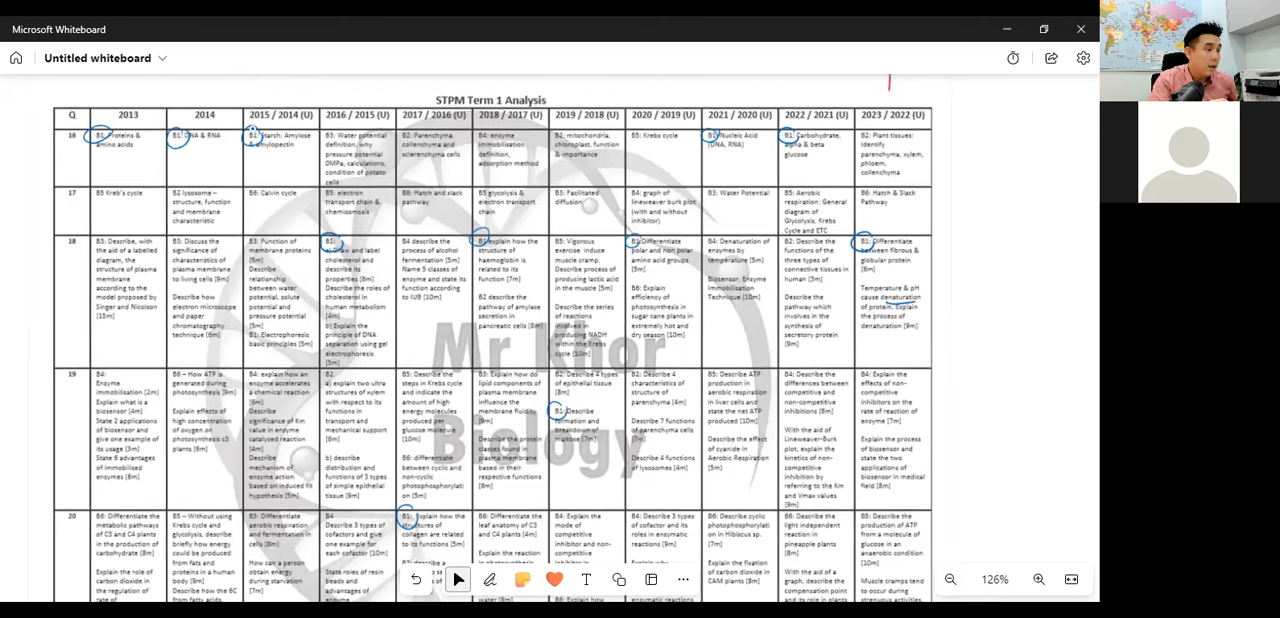 Microsoft Whiteboard
Untitled whiteboard
STPM Term 1 Analysis
Q 2013 2014 2015 / 2014 (U) 2016 / 2015 (U) 2017 / 2016 (U) 2018 / 2017 (U) 2019 / 2018 (U) 2020 / 2019 (U) 2021 / 2020 (U) 2022 / 2021 (U) 2023 / 2022 (U)
16
B1: Proteins &
amino acids
B1: DNA & RNA
B1: Starch: Amylose
& amylopectin
B3: Water potential
definition, why
pressure potential
0MPa, calculations,
condition of potato
cells
B2: Parenchyma,
collenchyma and
sclerenchyma cells
B4: enzyme
immobilisation
definition,
adsorption method
B2: mitochondria,
chloroplast, function
& importance
B5: Krebs cycle
B1: Nucleic Acid
(DNA, RNA)
B1: Carbohydrate,
alpha & beta
glucose
B2: Plant tissues:
Identify
parenchyma, xylem,
phloem,
collenchyma
17
B5 Kreb's cycle
B2 lysosome –
structure, function
and membrane
characteristic
B6: Calvin cycle
B5: electron
transport chain &
chemiosmosis
B6: Hatch and slack
pathway
B5 glycolysis &
electron transport
chain
B3: Facilitated
diffusion
B4: graph of
lineweaver burk plot
(with and without
inhibitor)
B3: Water Potential
B5: Aerobic
respiration: General
diagram of
Glycolysis, Krebs
Cycle and ETC
B6: Hatch & Slack
Pathway
18
B3: Describe, with
the aid of a labelled
diagram, the
structure of plasma
membrane
according to the
model proposed by
Singer and Nicolson
[15m]
B3: Discuss the
significance of
characteristics of
plasma membrane
to living cells [9m]
Describe how
electron microscope
and paper
chromatography
technique [6m]
B3: Function of
membrane proteins
[5m]
Describe
relationship
between water
potential, solute
potential and
pressure potential
[5m]
B1: Electrophoresis
basic principles [5m]
B1:
a) Draw and label
cholesterol and
describe its
properties [6m]
Describe the roles of
cholesterol in human
metabolism
[4m]
b) Explain the
principle of DNA
separation using gel
electrophoresis
[5m]
B4 describe the
process of alcohol
fermentation [5m]
Name 5 classes of
enzyme and state its
function according
to IUB [10m]
B1 explain how the
structure of
haemoglobin is
related to its
function [7m]
B2 describe the
pathway of amylase
secretion in
pancreatic cells [8m]
B5: Vigorous
exercise induce
muscle cramp.
Describe process of
producing lactic acid
in the muscle [5m]
Describe the series
of reactions
involved in
producing NADH
within the Krebs
cycle [10m]
B1: Differentiate
polar and non polar
amino acid groups
[5m]
B6: Explain
efficiency of
photosynthesis in
sugar cane plants in
extremely hot and
dry season [10m]
B4: Denaturation of
enzymes by
temperature [5m]
Biosensor, Enzyme
Immobilisation
Technique [10m]
B2: Describe the
functions of the
three types of
connective tissues in
human [5m]
Describe the
pathway which
involves in the
synthesis of
secretory protein
[9m]
B1: Differentiate
between fibrous &
globular protein
[6m]
Temperature & pH
cause denaturation
of protein. Explain
the process of
denaturation [9m]
19
B4:
Enzyme
immobilisation [2m]
Explain what is a
biosensor [4m]
State 2 applications
of biosensor and
give one example of
its usage [3m]
State 6 advantages
of immobilised
enzymes [6m]
B6 – How ATP is
generated during
photosynthesis [9m]
Explain effects of
high concentration
of oxygen on
photosynthesis c3
plants [6m]
B4: explain how an
enzyme accelerates
a chemical reaction
[6m]
Describe
significance of Km
value in enzyme
catalysed reaction
[4m]
Describe
mechanism of
enzyme action
based on induced fit
hypothesis [5m]
B2.
a) explain two ultra
structures of xylem
with respect to its
functions in
transport and
mechanical support
[6m]
b) describe
distribution and
functions of 3 types
of simple epithelial
tissue [9m]
B5: Describe the
steps in Krebs cycle
and indicate the
amount of high
energy molecules
produced per
glucose molecule
[10m]
B6: differentiate
between cyclic and
non-cyclic
photophosphorylati
on [5m]
B3: Explain how do
lipid components of
plasma membrane
influence the
membrane fluidity
Describe the protein
classes found in
plasma membrane
based in their
respective functions
[6m]
B2: Describe 4 types
of epithelial tissue
[8m]
B1: Describe
formation and
breakdown of
maltose [7m]
B2: Describe 4
characteristics of
structure of
parenchyma [4m]
Describe 7 functions
of parenchyma cells
[7m]
Describe 4 functions
of lysosomes [4m]
B5: Describe ATP
production in
aerobic respiration
in liver cells and
state the net ATP
produced [10m]
Describe the effect
of cyanide in
Aerobic Respiration
[5m]
B4: Describe the
differences between
competitive and
non-competitive
inhibitions [6m]
With the aid of
Lineweaver-Burk
plot, explain the
kinetics of non-
competitive
inhibition by
referring to the Km
and Vmax values
[9m]
B4: Explain the
effects of non-
competitive
inhibitors on the
rate of reaction of
enzyme [7m]
Explain the process
of biosensor and
state the two
applications of
biosensor in medical
field [8m]
20
B6: Differentiate the
metabolic pathways
of C3 and C4 plants
in the production of
carbohydrate [8m]
Explain the role of
carbon dioxide in
the regulation of
rate of
B5 – Without using
Krebs cycle and
glycolysis, describe
briefly how energy
could be produced
from fats and
proteins in a human
body [9m]
Describe how the 6C
from fatty acids,
B5: Differentiate
aerobic respiration
and fermentation in
cells [8m]
How can a person
obtain energy
during starvation
[7m]
B4
Describe 3 types of
cofactors and give
one example for
each cofactor [10m]
State roles of resin
beads and
advantages of
enzyme
B1: Explain how the
structures of
collagen are related
to its functions [5m]
B2: describe a
B6: Differentiate the
leaf anatomy of C3
and C4 plants [4m]
Explain the reaction
water [8m]
B4: Explain the
mode of
competitive
inhibitor and non-
competitive
inhibitors in
B6: Explain how
B4: Describe 3 types
of cofactor and its
roles in enzymatic
reactions [9m]
Explain why
enzymatic reactions
B6: Describe cyclic
photophosphorylati
on in Hibiscus sp.
[7m]
Explain the fixation
of carbon dioxide in
CAM plants [8m]
B6: Describe the
light independent
reaction in
pineapple plants
[8m]
With the aid of a
graph, describe the
compensation point
and its role in plants
B5: Describe the
production of ATP
from a molecule of
glucose in an
anaerobic condition
[10m]
Muscle cramps tend
to occur during
strenuous activities.
Mr Khor
Biology
126%